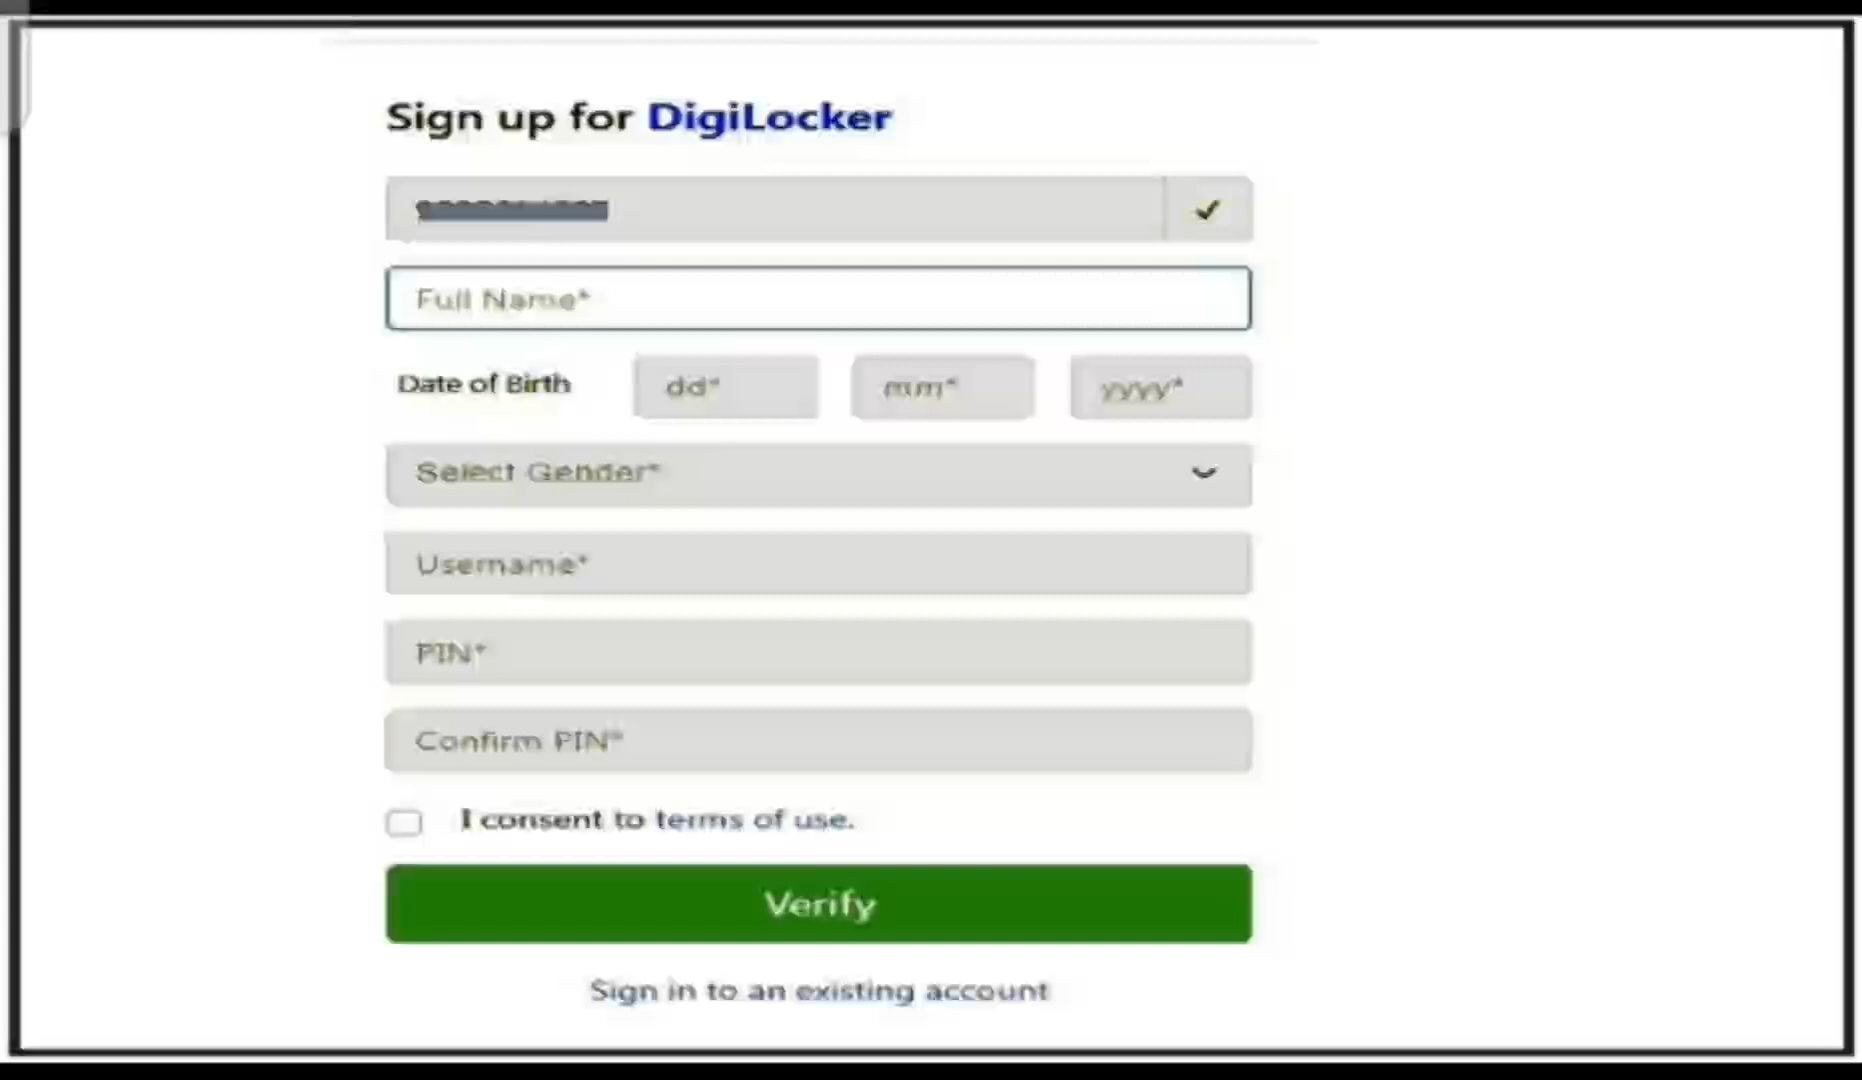 Sign up for DigiLocker
Full Name*
Date of Birth dd* mm* yyyy*
Select Gender*
Username*
PIN*
Confirm PIN*
I consent to terms of use.
Verify
Sign in to an existing account